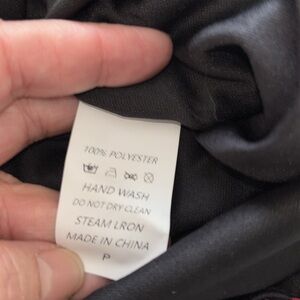 100% POLYESTER
HAND WASH
DO NOT DRY CLEAN
STEAM LRON
MADE IN CHINA
P